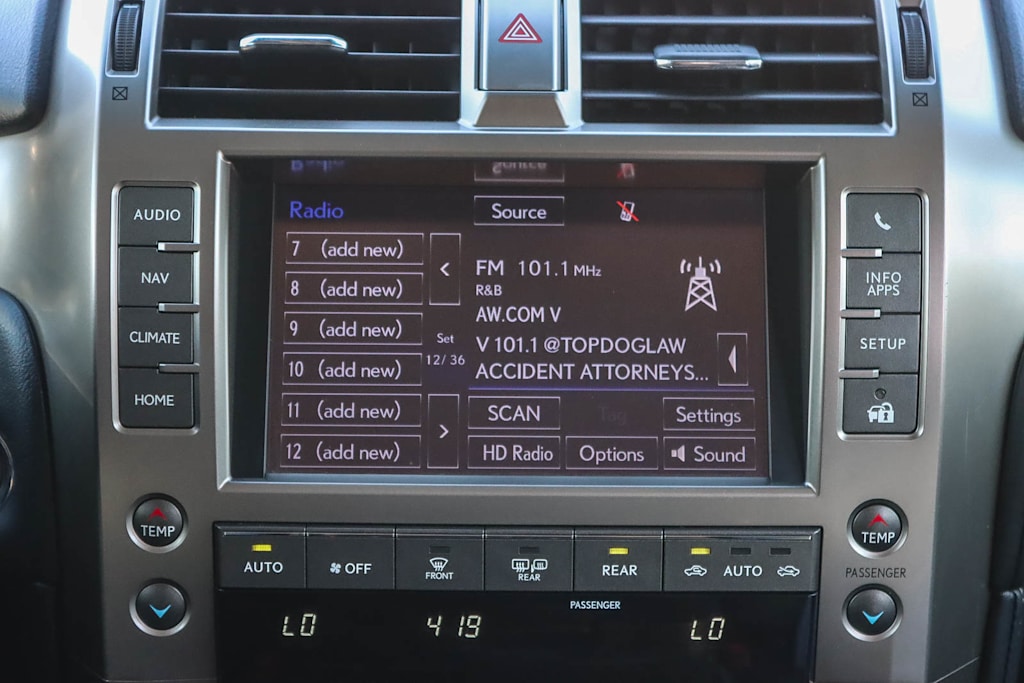 AUDIO
NAV
CLIMATE
HOME
Radio
Source
7 (add new)
8 (add new)
9 (add new)
10 (add new)
11 (add new)
12 (add new)
<
Set
12/ 36
>
FM 101.1 MHz
R&B
AW.COM V
V 101.1 @TOPDOGLAW
ACCIDENT ATTORNEYS...
SCAN
Tag
Settings
HD Radio
Options
Sound
INFO
APPS
SETUP
TEMP
TEMP
PASSENGER
AUTO
OFF
FRONT
REAR
REAR
AUTO
PASSENGER
LO
4 19
LO